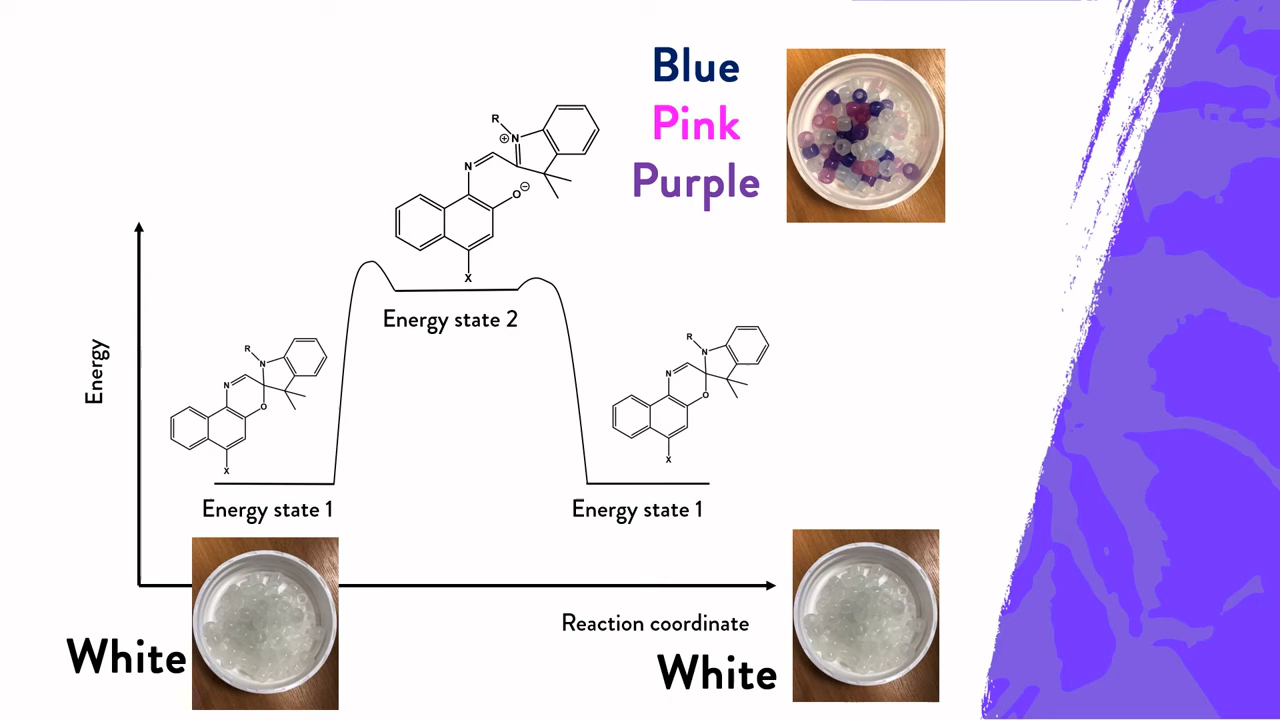 Blue
Pink
Purple
R
⊕
N
N
O
⊖
X
Energy state 2
Energy
R
N
N
O
X
Energy state 1
R
N
N
O
X
Energy state 1
Reaction coordinate
White
White